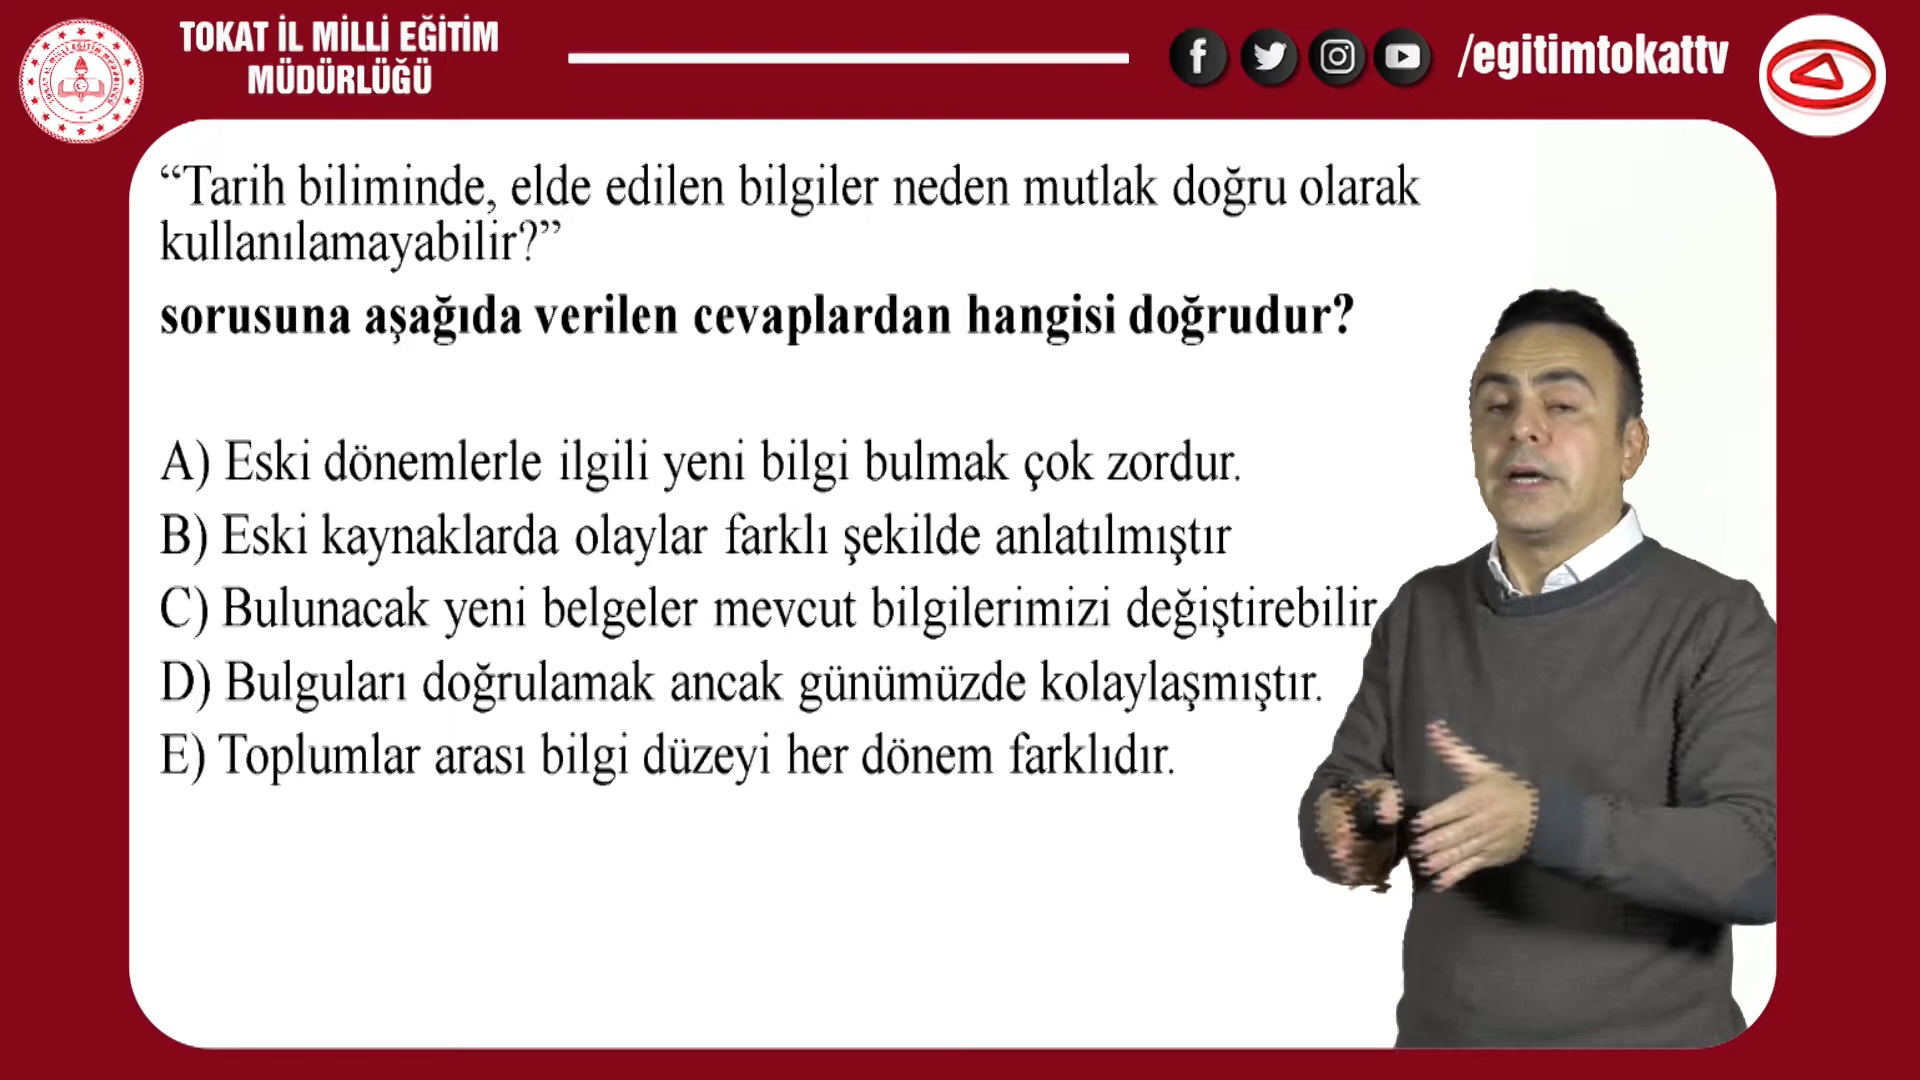 TOKAT İL MİLLİ EĞİTİM
MÜDÜRLÜĞÜ
/egitimtokattv
“Tarih biliminde, elde edilen bilgiler neden mutlak doğru olarak
kullanılamayabilir?”
sorusuna aşağıda verilen cevaplardan hangisi doğrudur?
A) Eski dönemlerle ilgili yeni bilgi bulmak çok zordur.
B) Eski kaynaklarda olaylar farklı şekilde anlatılmıştır
C) Bulunacak yeni belgeler mevcut bilgilerimizi değiştirebilir
D) Bulguları doğrulamak ancak günümüzde kolaylaşmıştır.
E) Toplumlar arası bilgi düzeyi her dönem farklıdır.